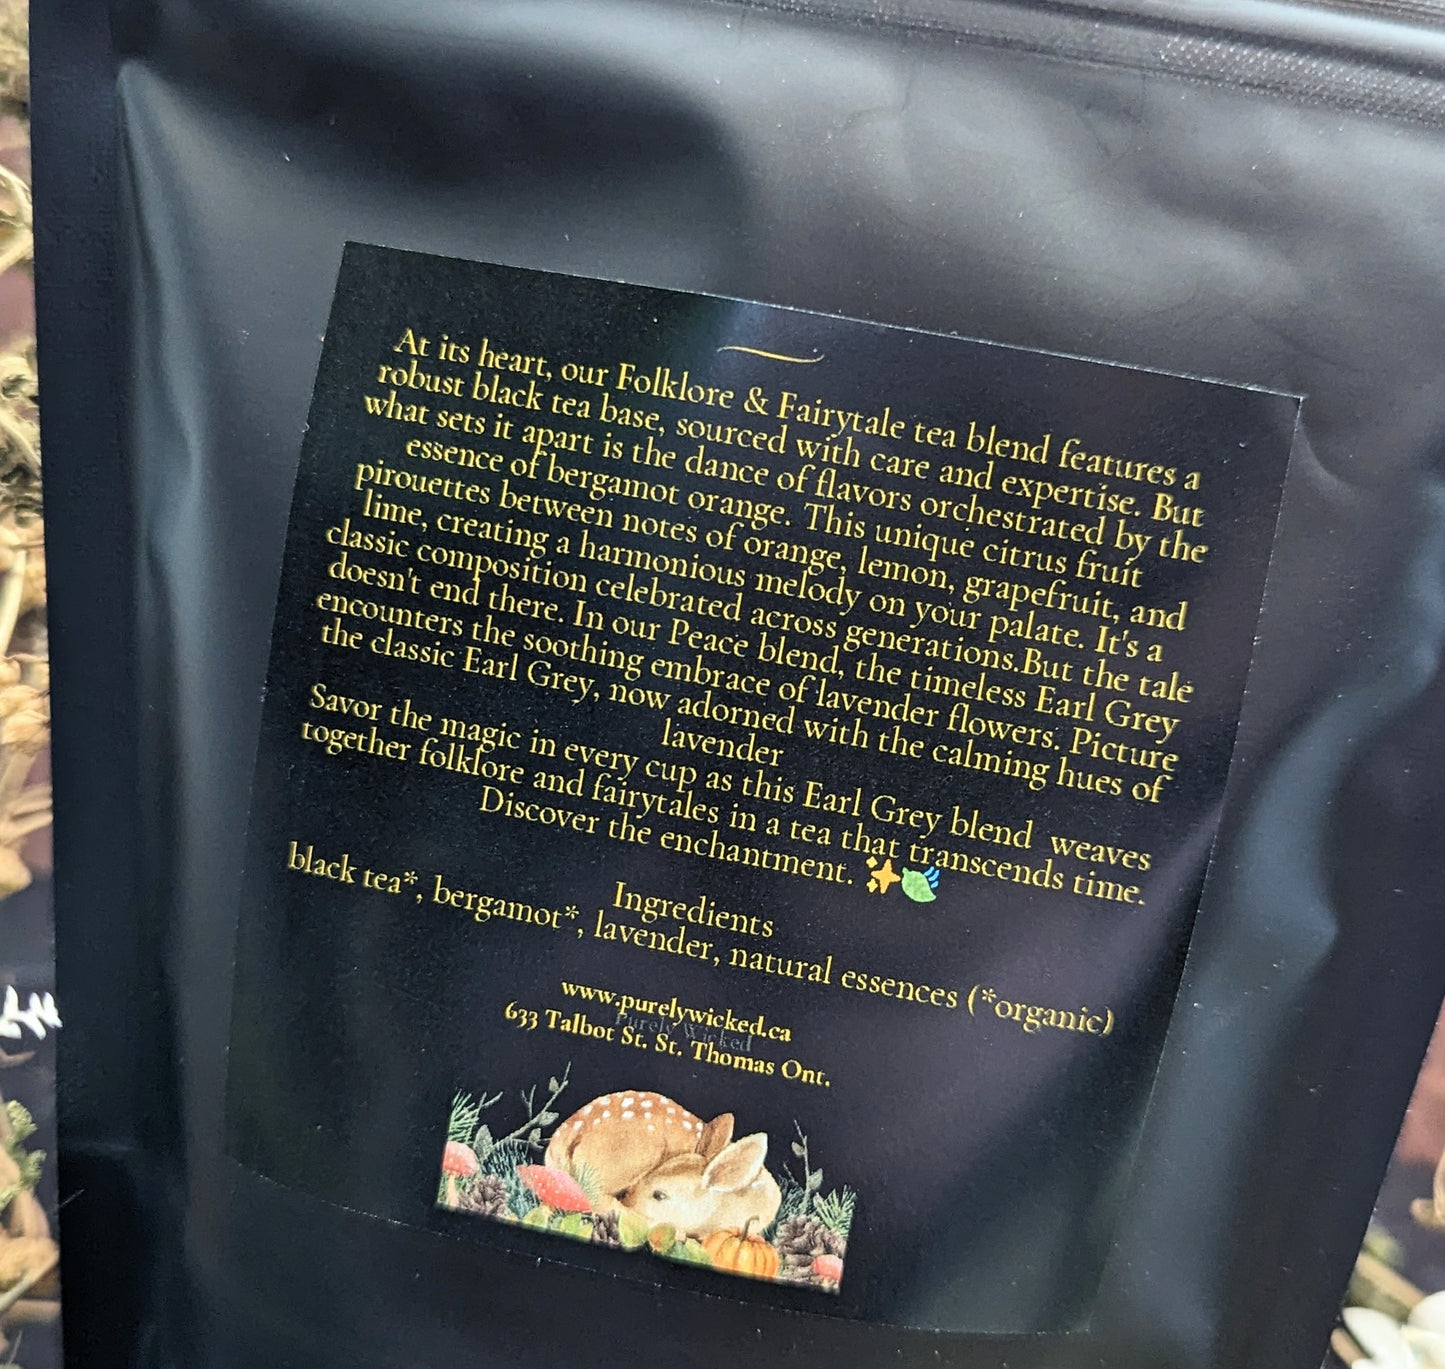 At its heart, our Folklore & Fairytale tea blend features a
robust black tea base, sourced with care and expertise. But
what sets it apart is the dance of flavors orchestrated by the
essence of bergamot orange. This unique citrus fruit
pirouettes between notes of orange, lemon, grapefruit, and
lime, creating a harmonious melody on your palate. It's a
classic composition celebrated across generations.But the tale
doesn't end there. In our Peace blend, the timeless Earl Grey
encounters the soothing embrace of lavender flowers. Picture
the classic Earl Grey, now adorned with the calming hues of
lavender
Savor the magic in every cup as this Earl Grey blend weaves
together folklore and fairytales in a tea that transcends time.
Discover the enchantment. ✨🍃
Ingredients
black tea*, bergamot*, lavender, natural essences (*organic)
www.purelywicked.ca
Purely Wicked
633 Talbot St. St. Thomas Ont.